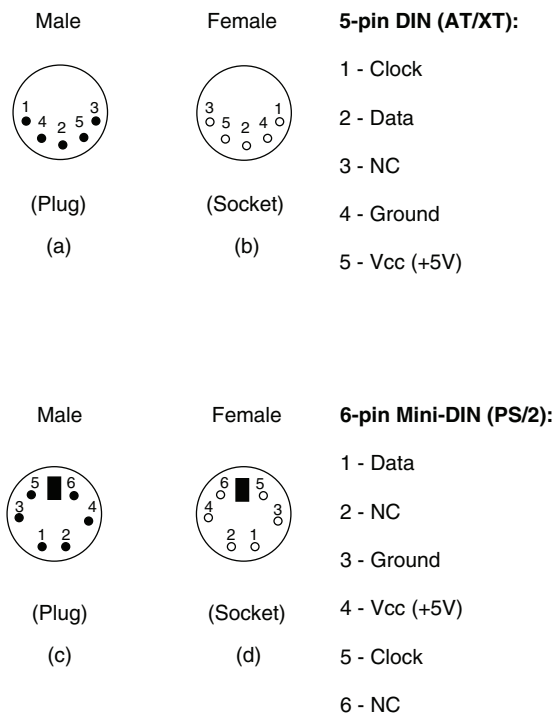 Male
Female
5-pin DIN (AT/XT):
1 - Clock
2 - Data
3 - NC
4 - Ground
5 - Vcc (+5V)
1 4 2 5 3
3 5 2 4 1
(Plug)
(Socket)
(a)
(b)
Male
Female
6-pin Mini-DIN (PS/2):
1 - Data
2 - NC
3 - Ground
4 - Vcc (+5V)
5 - Clock
6 - NC
5 6
3 4
1 2
6 5
4 3
2 1
(Plug)
(Socket)
(c)
(d)